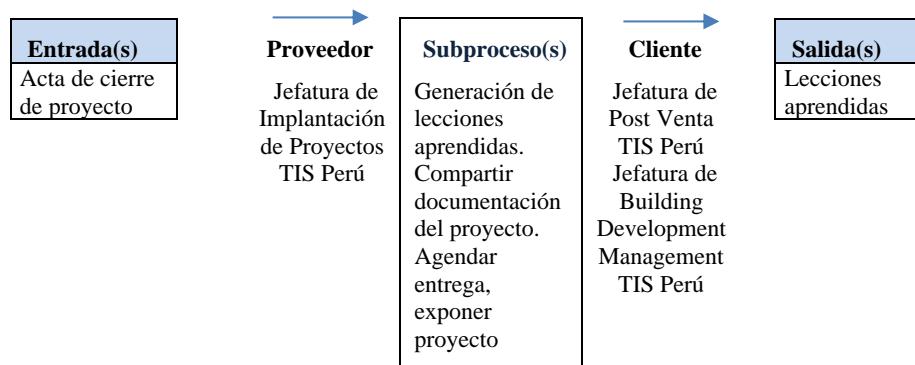 Entrada(s)
Acta de cierre
de proyecto
Proveedor
Jefatura de
Implantación
de Proyectos
TIS Perú
Subproceso(s)
Generación de
lecciones
aprendidas.
Compartir
documentación
del proyecto.
Agendar
entrega,
exponer
proyecto
Cliente
Jefatura de
Post Venta
TIS Perú
Jefatura de
Building
Development
Management
TIS Perú
Salida(s)
Lecciones
aprendidas